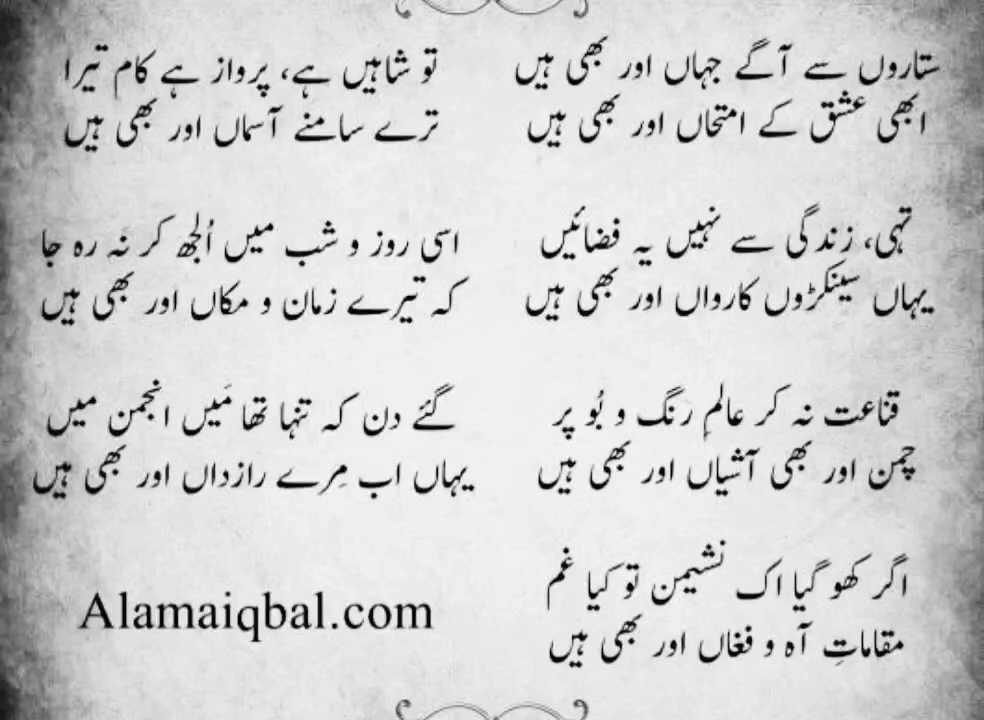 ستاروں سے آگے جہاں اور بھی ہیں
ابھی عشق کے امتحاں اور بھی ہیں
تہی، زندگی سے نہیں یہ فضائیں
یہاں سینکڑوں کارواں اور بھی ہیں
قناعت نہ کر عالمِ رنگ و بُو پر
چمن اور بھی آشیاں اور بھی ہیں
اگر کھو گیا اک نشیمن تو کیا غم
مقاماتِ آہ و فغاں اور بھی ہیں
تو شاہیں ہے، پرواز ہے کام تیرا
ترے سامنے آسماں اور بھی ہیں
اسی روز و شب میں اُلجھ کر نہ رہ جا
کہ تیرے زمان و مکاں اور بھی ہیں
گئے دن کہ تنہا تھا مَیں انجمن میں
یہاں اب مِرے رازداں اور بھی ہیں
Alamaiqbal.com